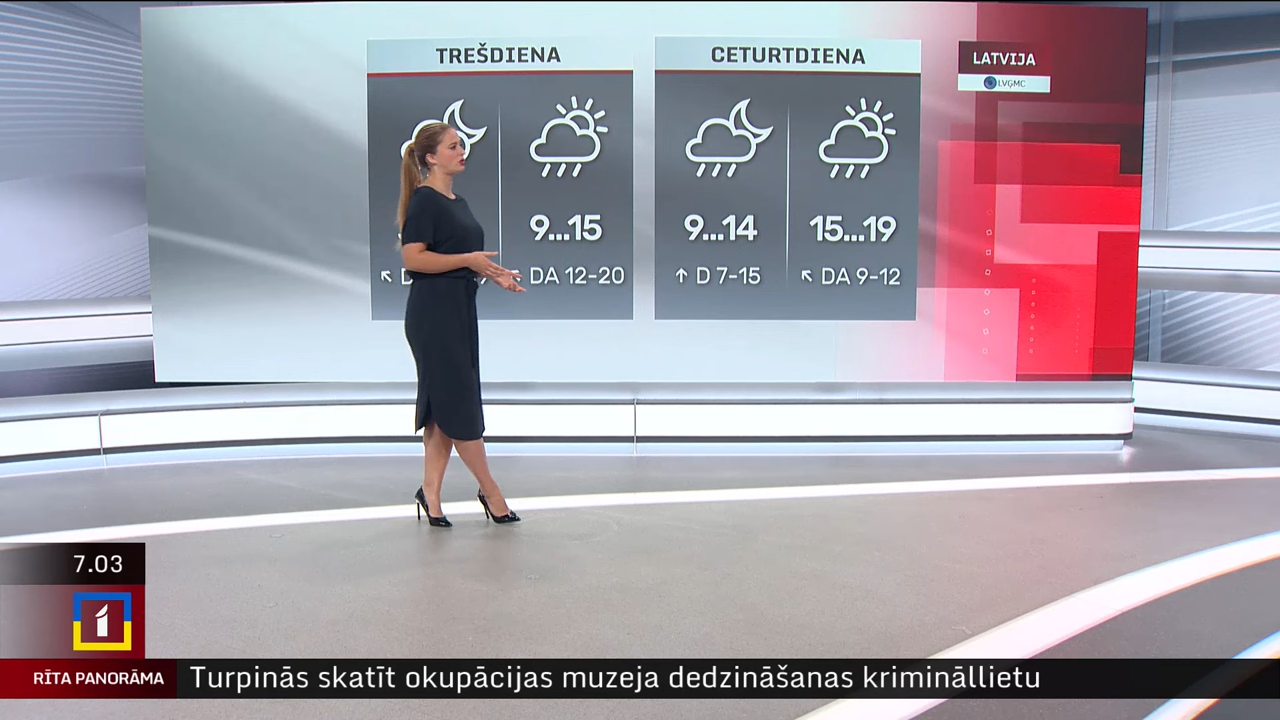 TREŠDIENA
CETURTDIENA
LATVIJA
LVĢMC
9...15
9...14
15...19
DA 12-20
D 7-15
DA 9-12
7.03
1
RĪTA PANORĀMA
Turpinās skatīt okupācijas muzeja dedzināšanas krimināllietu